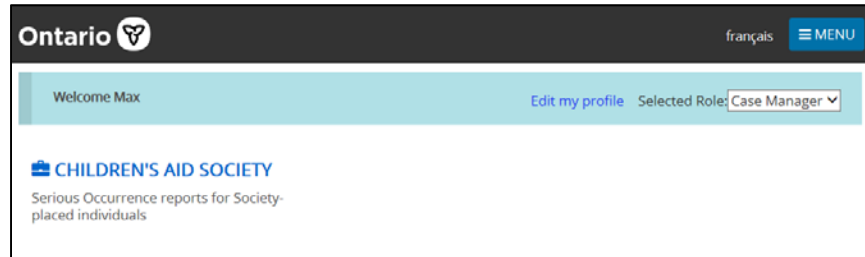 Ontario
français
MENU
Welcome Max
Edit my profile
Selected Role: Case Manager
CHILDREN'S AID SOCIETY
Serious Occurrence reports for Society-
placed individuals